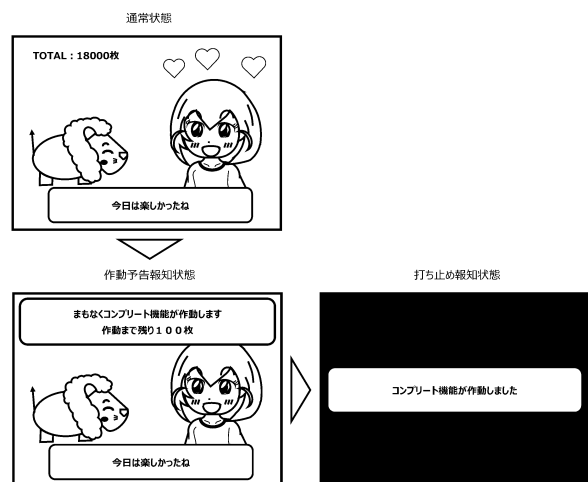 通常状態
TOTAL：18000枚
今日は楽しかったね
作動予告報知状態
まもなくコンプリート機能が作動します
作動まで残り１００枚
今日は楽しかったね
打ち止め報知状態
コンプリート機能が作動しました